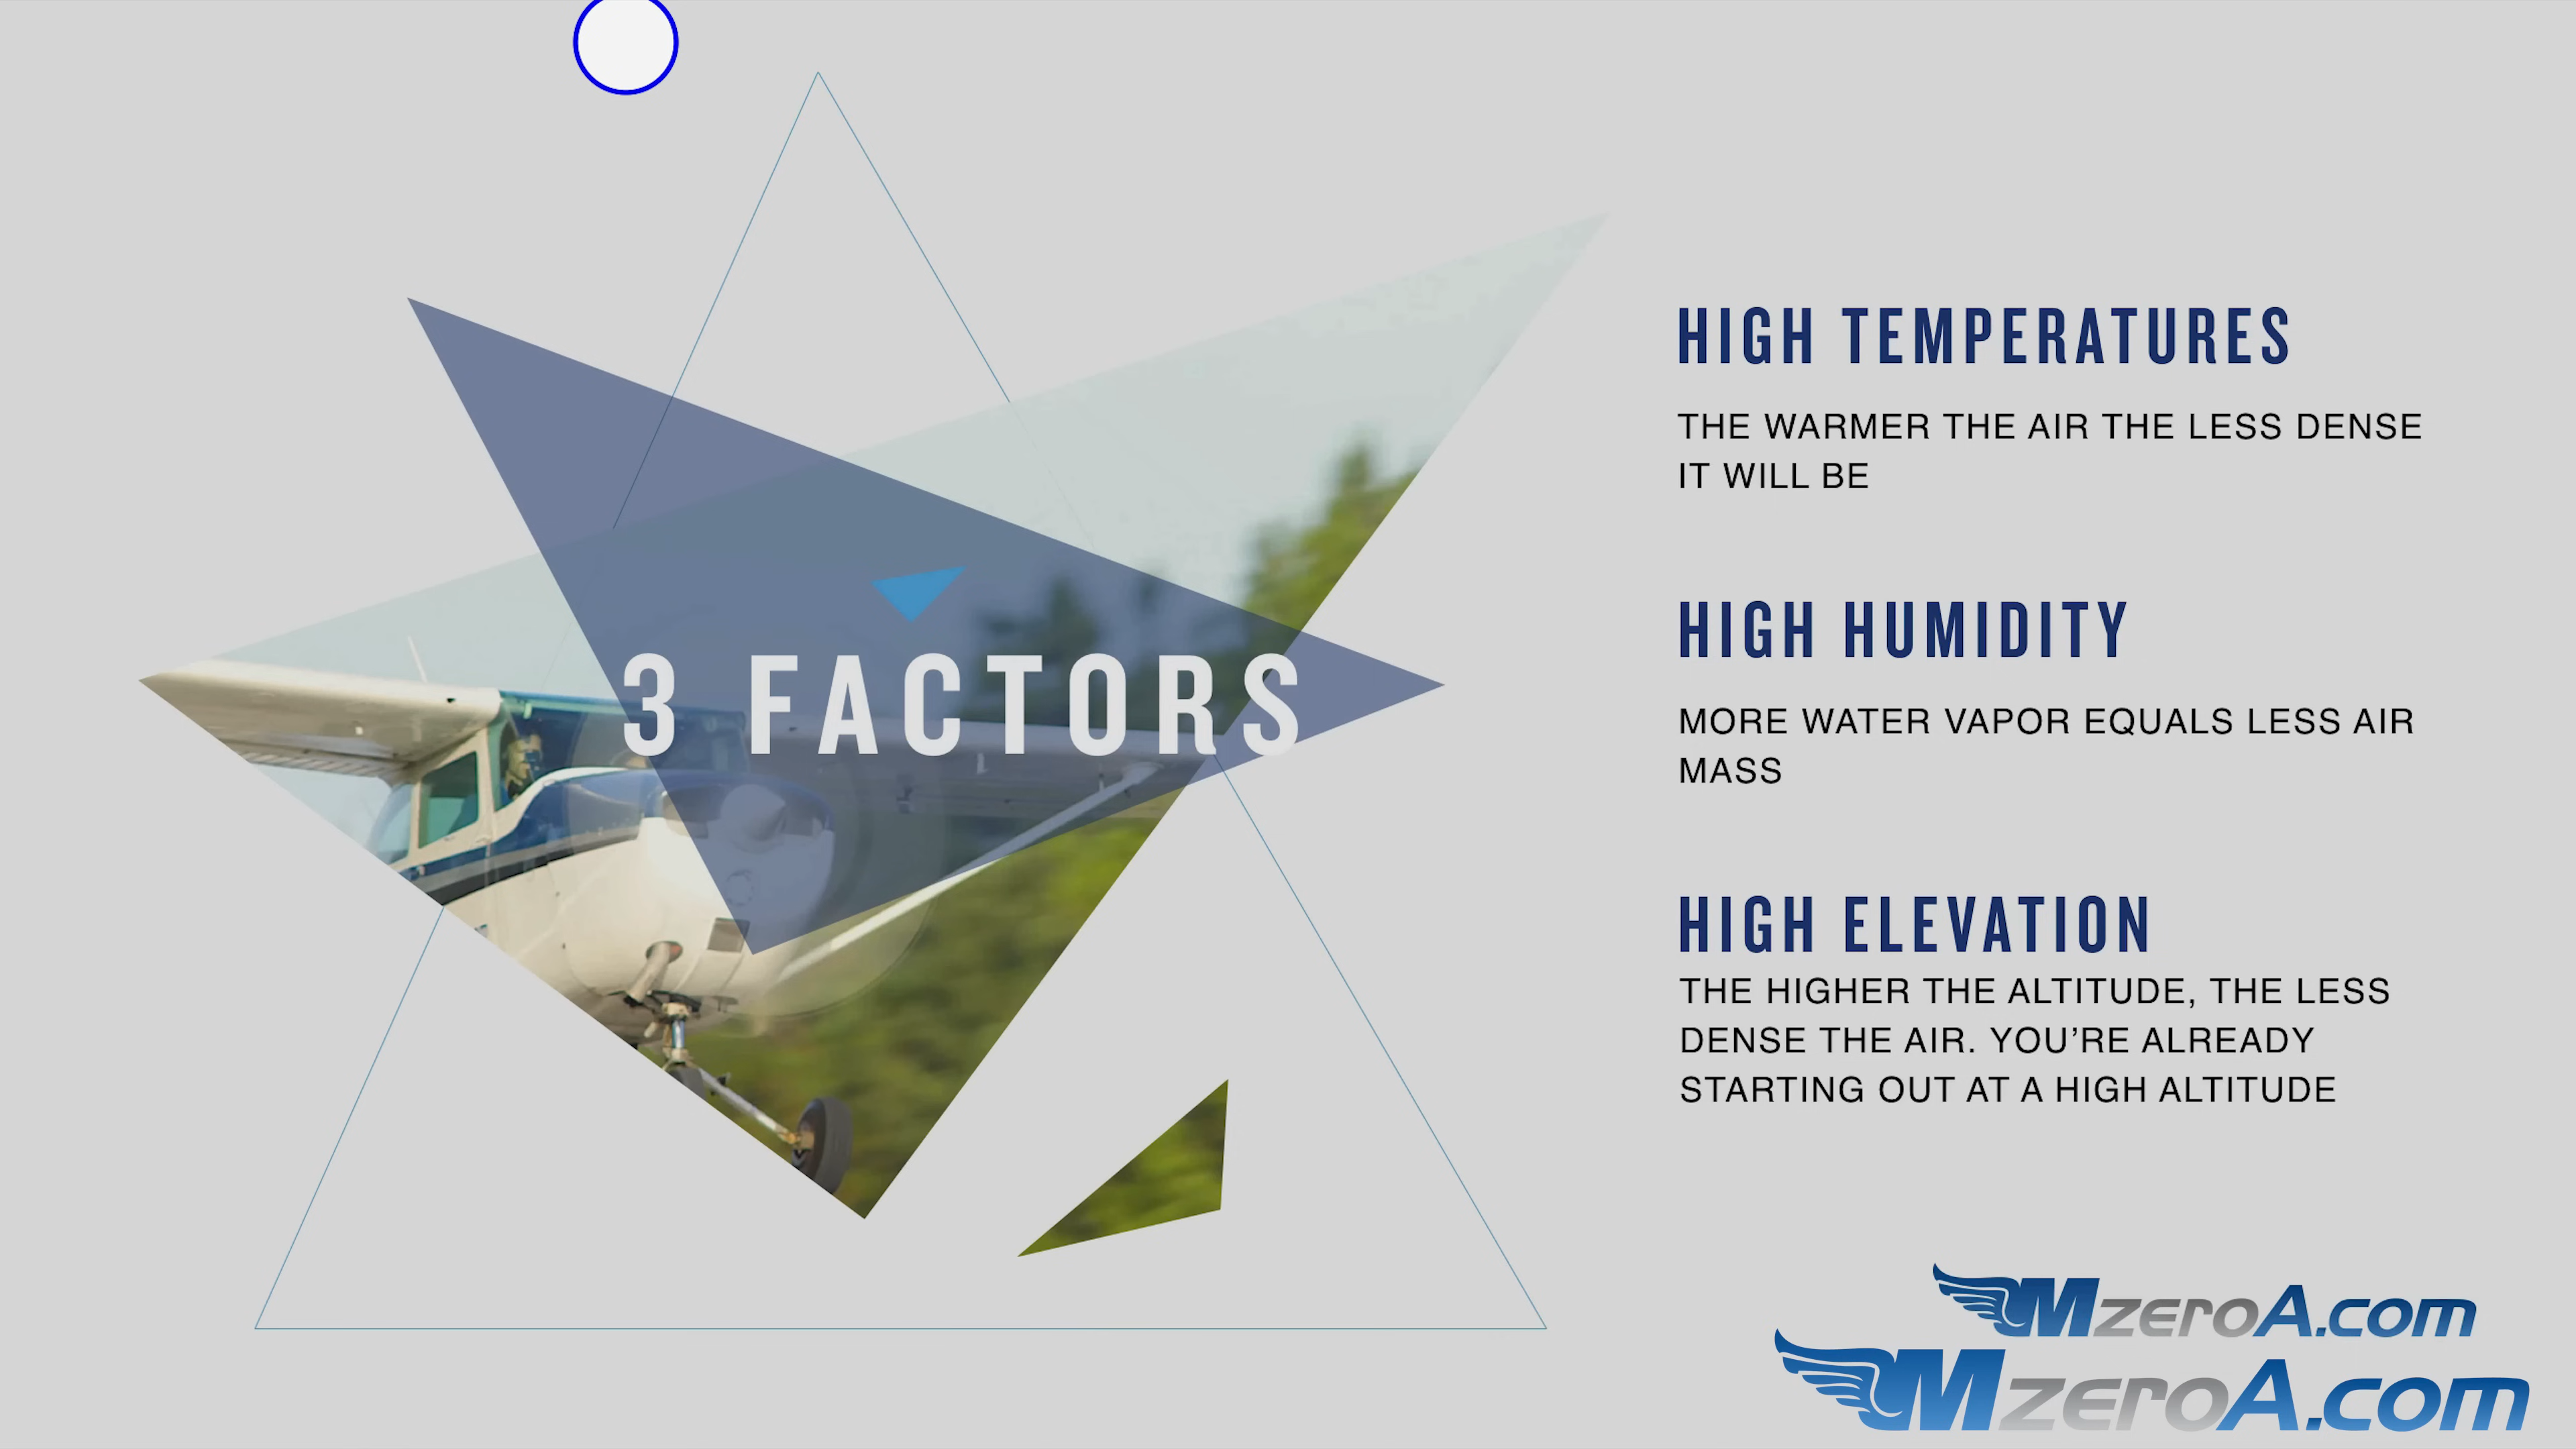 3 FACTORS
HIGH TEMPERATURES
THE WARMER THE AIR THE LESS DENSE
IT WILL BE
HIGH HUMIDITY
MORE WATER VAPOR EQUALS LESS AIR
MASS
HIGH ELEVATION
THE HIGHER THE ALTITUDE, THE LESS
DENSE THE AIR. YOU’RE ALREADY
STARTING OUT AT A HIGH ALTITUDE
MzeroA.com
MzeroA.com